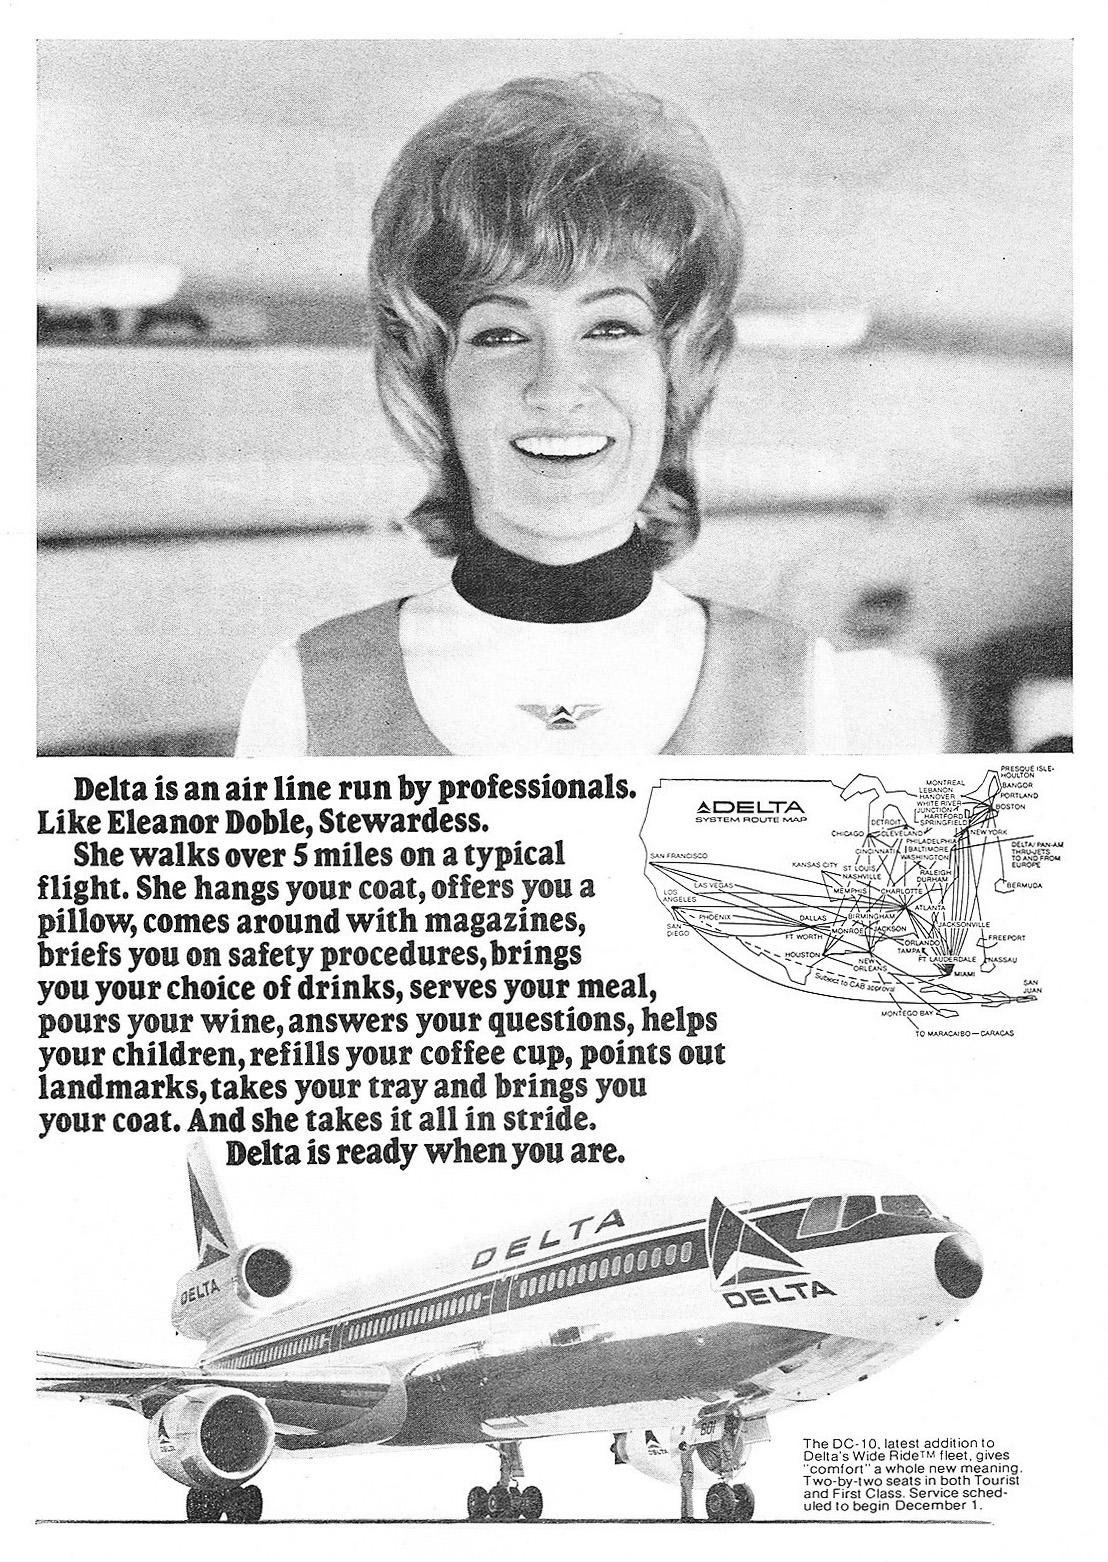 Delta is an air line run by professionals.
Like Eleanor Doble, Stewardess.
She walks over 5 miles on a typical
flight. She hangs your coat, offers you a
pillow, comes around with magazines,
briefs you on safety procedures, brings
you your choice of drinks, serves your meal,
pours your wine, answers your questions, helps
your children, refills your coffee cup, points out
landmarks, takes your tray and brings you
your coat. And she takes it all in stride.
Delta is ready when you are.
DELTA
SYSTEM ROUTE MAP
PRESQUE ISLE-
HOULTON
BANGOR
PORTLAND
BOSTON
MONTREAL
LEBANON
HANOVER
WHITE RIVER
JUNCTION
HARTFORD
SPRINGFIELD
DETROIT
CHICAGO
CLEVELAND
NEW YORK
PHILADELPHIA
BALTIMORE
WASHINGTON
CINCINNATI
DELTA/PAN-AM
THRU-JETS
TO AND FROM
EUROPE
SAN FRANCISCO
KANSAS CITY
ST. LOUIS
NASHVILLE
RALEIGH
DURHAM
BERMUDA
LAS VEGAS
LOS
ANGELES
MEMPHIS
CHARLOTTE
ATLANTA
PHOENIX
DALLAS
BIRMINGHAM
SAN
DIEGO
FT WORTH
MONROE
JACKSON
JACKSONVILLE
ORLANDO
TAMPA
FREEPORT
HOUSTON
NEW
ORLEANS
FT LAUDERDALE
NASSAU
MIAMI
Subject to CAB approval
SAN
JUAN
MONTEGO BAY
TO MARACAIBO—CARACAS
DELTA
DELTA
DELTA
DELTA
DELTA
801
The DC-10, latest addition to
Delta's Wide Ride™ fleet, gives
"comfort" a whole new meaning.
Two-by-two seats in both Tourist
and First Class. Service sched-
uled to begin December 1.